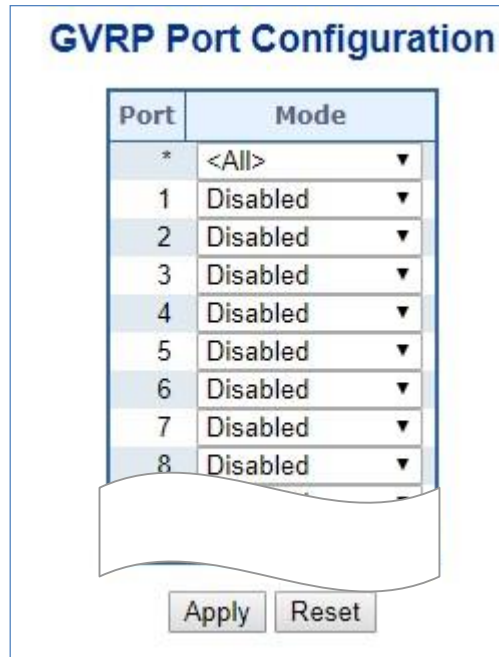 GVRP Port Configuration
Port Mode
* <All>
1 Disabled
2 Disabled
3 Disabled
4 Disabled
5 Disabled
6 Disabled
7 Disabled
8 Disabled
Apply Reset